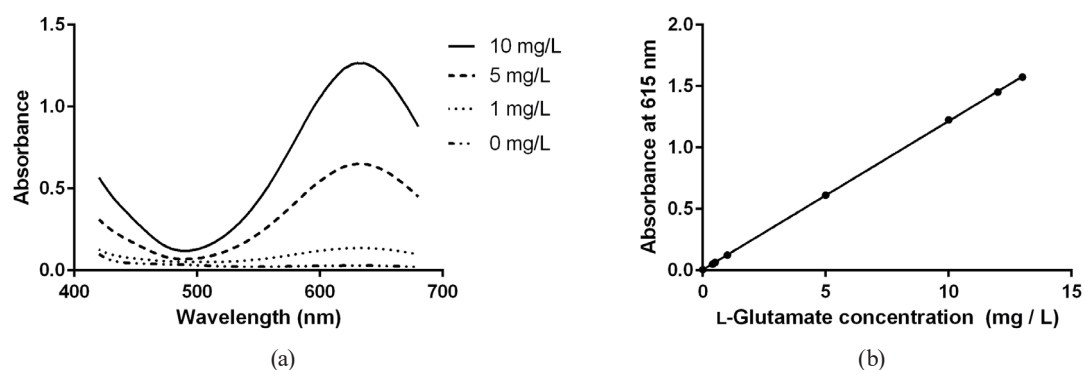 1.5
1.0
0.5
0.0
Absorbance
400
500
600
700
Wavelength (nm)
10 mg/L
5 mg/L
1 mg/L
0 mg/L
(a)
2.0
1.5
1.0
0.5
0.0
Absorbance at 615 nm
0
5
10
15
L-Glutamate concentration (mg / L)
(b)